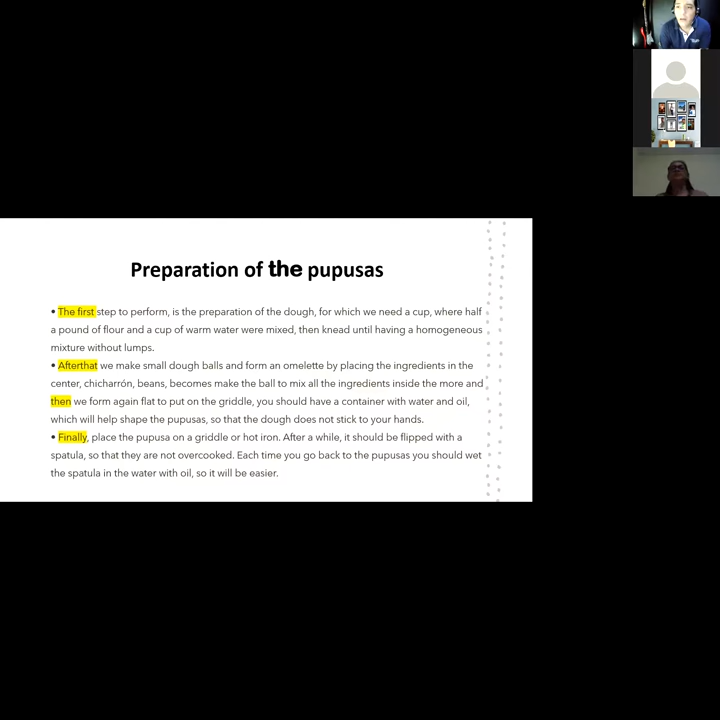 Preparation of the pupusas
• The first step to perform, is the preparation of the dough, for which we need a cup, where half
a pound of flour and a cup of warm water were mixed, then knead until having a homogeneous
mixture without lumps.
• Afterthat we make small dough balls and form an omelette by placing the ingredients in the
center, chicharrón, beans, becomes make the ball to mix all the ingredients inside the more and
then we form again flat to put on the griddle, you should have a container with water and oil,
which will help shape the pupusas, so that the dough does not stick to your hands.
• Finally, place the pupusa on a griddle or hot iron. After a while, it should be flipped with a
spatula, so that they are not overcooked. Each time you go back to the pupusas you should wet
the spatula in the water with oil, so it will be easier.